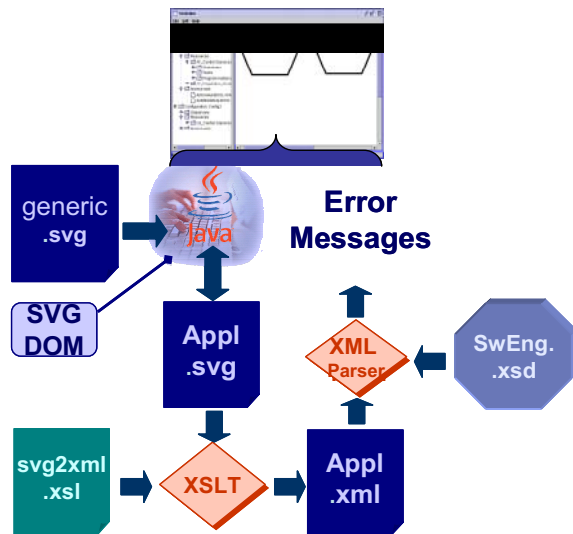 generic
.svg
Java
Error
Messages
SVG
DOM
Appl
.svg
XML
Parser
SwEng.
.xsd
svg2xml
.xsl
XSLT
Appl
.xml